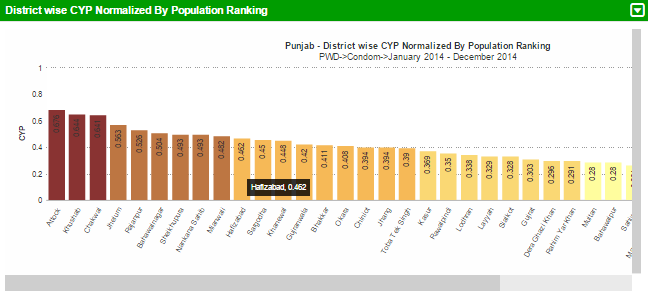 District wise CYP Normalized By Population Ranking
Punjab - District wise CYP Normalized By Population Ranking
PWD->Condom->January 2014 - December 2014
CYP
1
0.8
0.6
0.4
0.2
0
0.563
0.526
0.504
0.493
0.493
0.482
0.462
0.45
0.448
0.42
0.411
0.408
0.394
0.394
0.39
0.369
0.35
0.338
0.329
0.328
0.303
0.296
0.291
0.28
0.28
Hafizabad, 0.462
Attock
Khushab
Chakwal
Jhelum
Rajanpur
Bahawalnagar
Sheikhupura
Nankana Sahib
Mianwali
Hafizabad
Sargodha
Khanewal
Gujranwala
Bhakkar
Okara
Chiniot
Jhang
Toba Tek Singh
Kasur
Rawalpindi
Lodhran
Layyah
Sialkot
Gujrat
Dera Ghazi Khan
Rahim Yar Khan
Multan
Bahawalpur